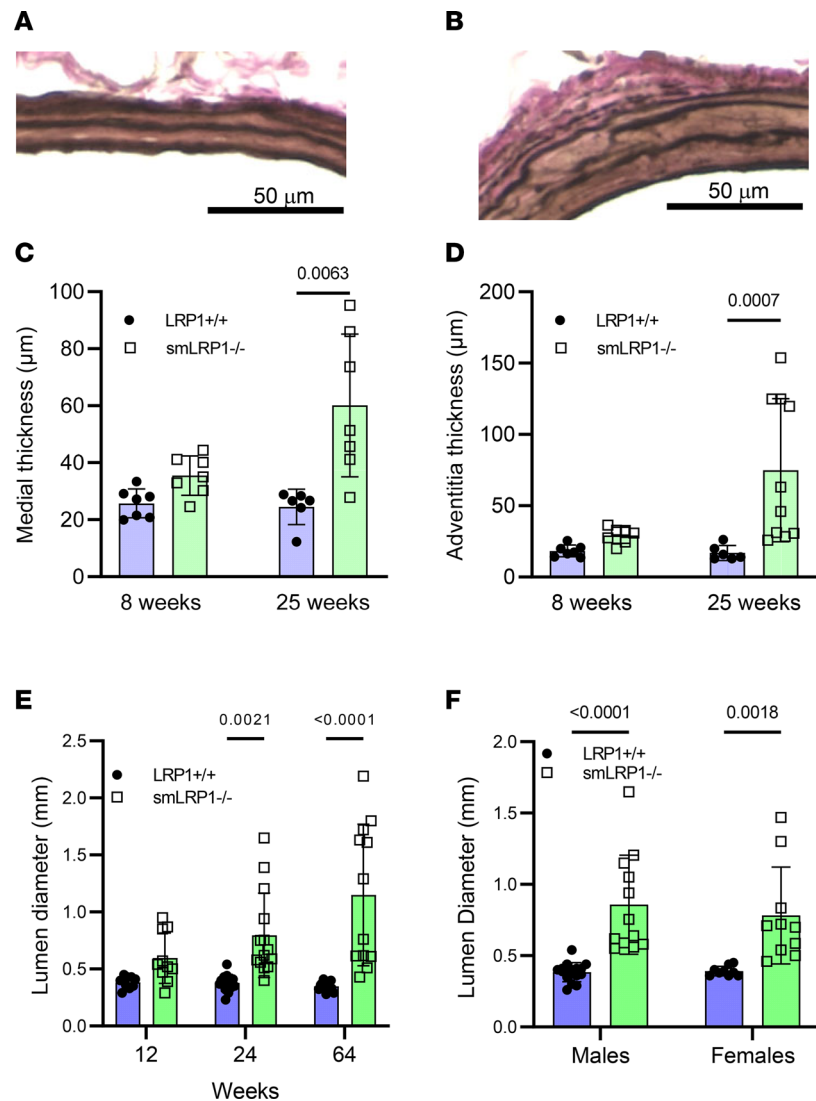 A
B
50 µm
50 µm
C
D
0.0063
0.0007
100
80
60
40
20
0
Medial thickness (µm)
LRP1+/+
smLRP1-/-
8 weeks
25 weeks
200
150
100
50
0
Adventitia thickness (µm)
LRP1+/+
smLRP1-/-
8 weeks
25 weeks
E
F
0.0021
<0.0001
2.5
2.0
1.5
1.0
0.5
0.0
Lumen diameter (mm)
LRP1+/+
smLRP1-/-
12
24
64
Weeks
<0.0001
0.0018
2.0
1.5
1.0
0.5
0.0
Lumen Diameter (mm)
LRP1+/+
smLRP1-/-
Males
Females